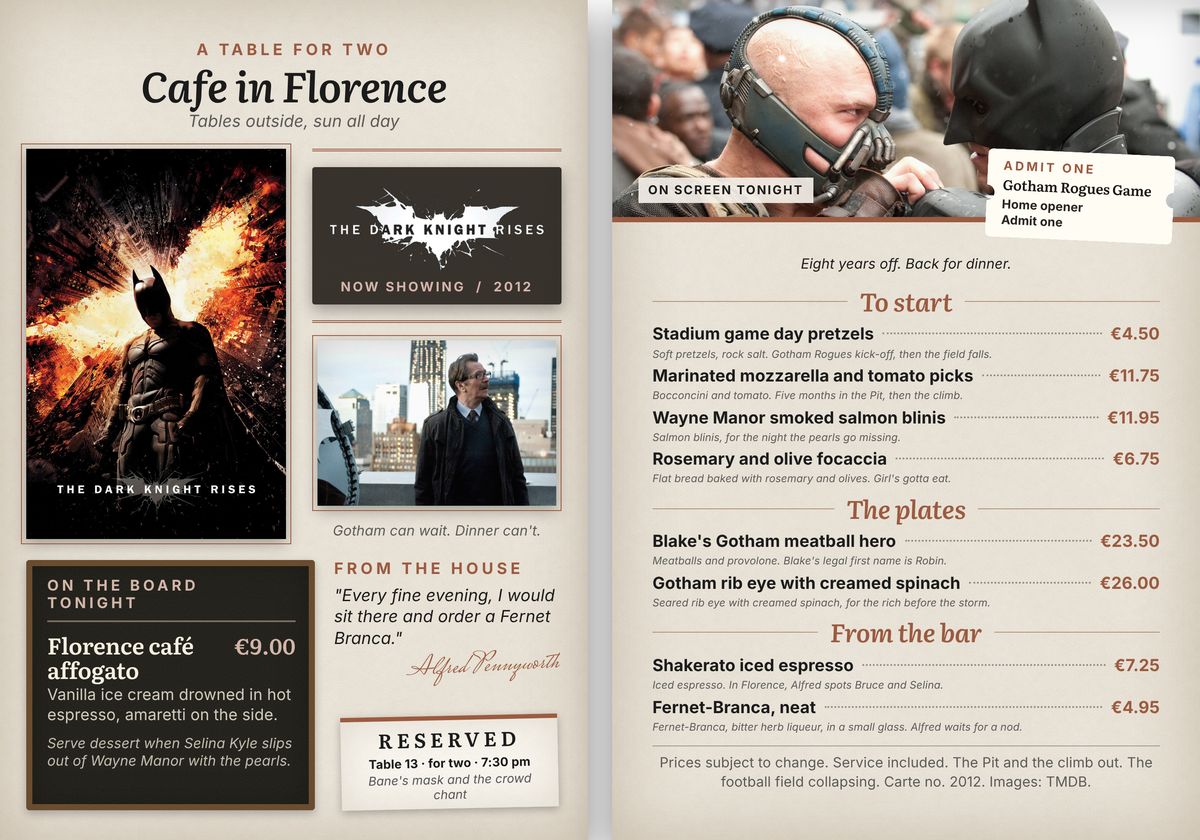 A TABLE FOR TWO
Cafe in Florence
Tables outside, sun all day
THE DARK KNIGHT RISES
THE DARK KNIGHT RISES
NOW SHOWING / 2012
Gotham can wait. Dinner can't.
ON THE BOARD
TONIGHT
Florence café €9.00
affogato
Vanilla ice cream drowned in hot
espresso, amaretti on the side.
Serve dessert when Selina Kyle slips
out of Wayne Manor with the pearls.
FROM THE HOUSE
"Every fine evening, I would
sit there and order a Fernet
Branca."
Alfred Pennyworth
RESERVED
Table 13 · for two · 7:30 pm
Bane's mask and the crowd
chant
ON SCREEN TONIGHT
ADMIT ONE
Gotham Rogues Game
Home opener
Admit one
Eight years off. Back for dinner.
To start
Stadium game day pretzels €4.50
Soft pretzels, rock salt. Gotham Rogues kick-off, then the field falls.
Marinated mozzarella and tomato picks €11.75
Bocconcini and tomato. Five months in the Pit, then the climb.
Wayne Manor smoked salmon blinis €11.95
Salmon blinis, for the night the pearls go missing.
Rosemary and olive focaccia €6.75
Flat bread baked with rosemary and olives. Girl's gotta eat.
The plates
Blake's Gotham meatball hero €23.50
Meatballs and provolone. Blake's legal first name is Robin.
Gotham rib eye with creamed spinach €26.00
Seared rib eye with creamed spinach, for the rich before the storm.
From the bar
Shakerato iced espresso €7.25
Iced espresso. In Florence, Alfred spots Bruce and Selina.
Fernet-Branca, neat €4.95
Fernet-Branca, bitter herb liqueur, in a small glass. Alfred waits for a nod.
Prices subject to change. Service included. The Pit and the climb out. The
football field collapsing. Carte no. 2012. Images: TMDB.